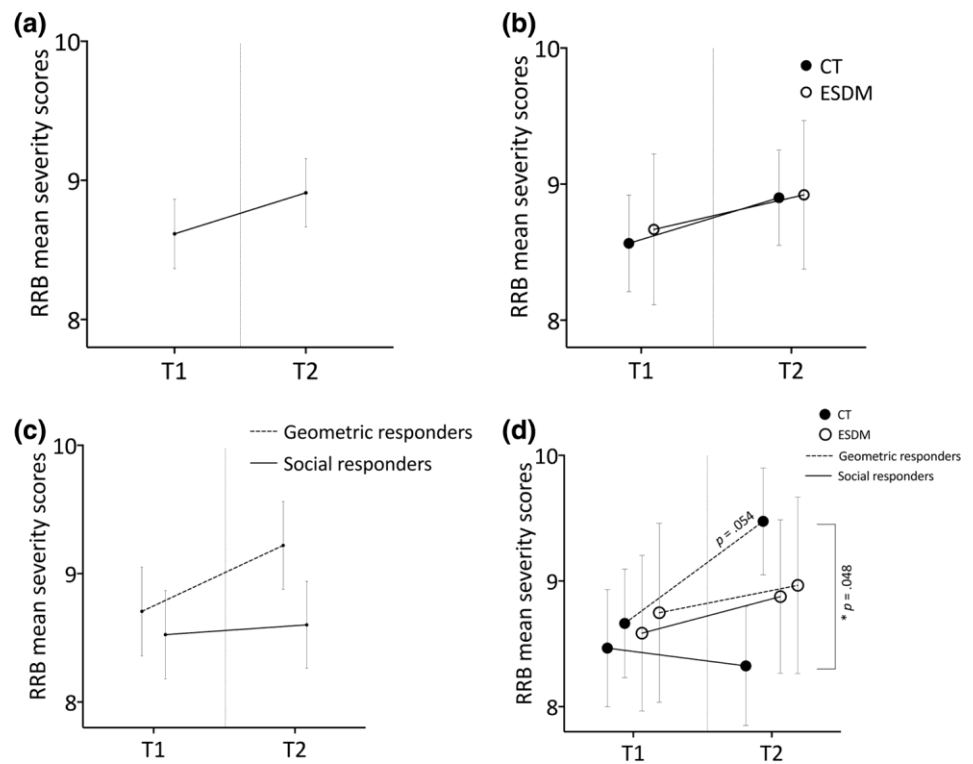 (a)
10
9
8
RRB mean severity scores
T1 T2
(b)
10
9
8
RRB mean severity scores
CT
ESDM
T1 T2
(c)
10
9
8
RRB mean severity scores
Geometric responders
Social responders
T1 T2
(d)
10
9
8
RRB mean severity scores
CT
ESDM
Geometric responders
Social responders
p = .054
* p = .048
T1 T2